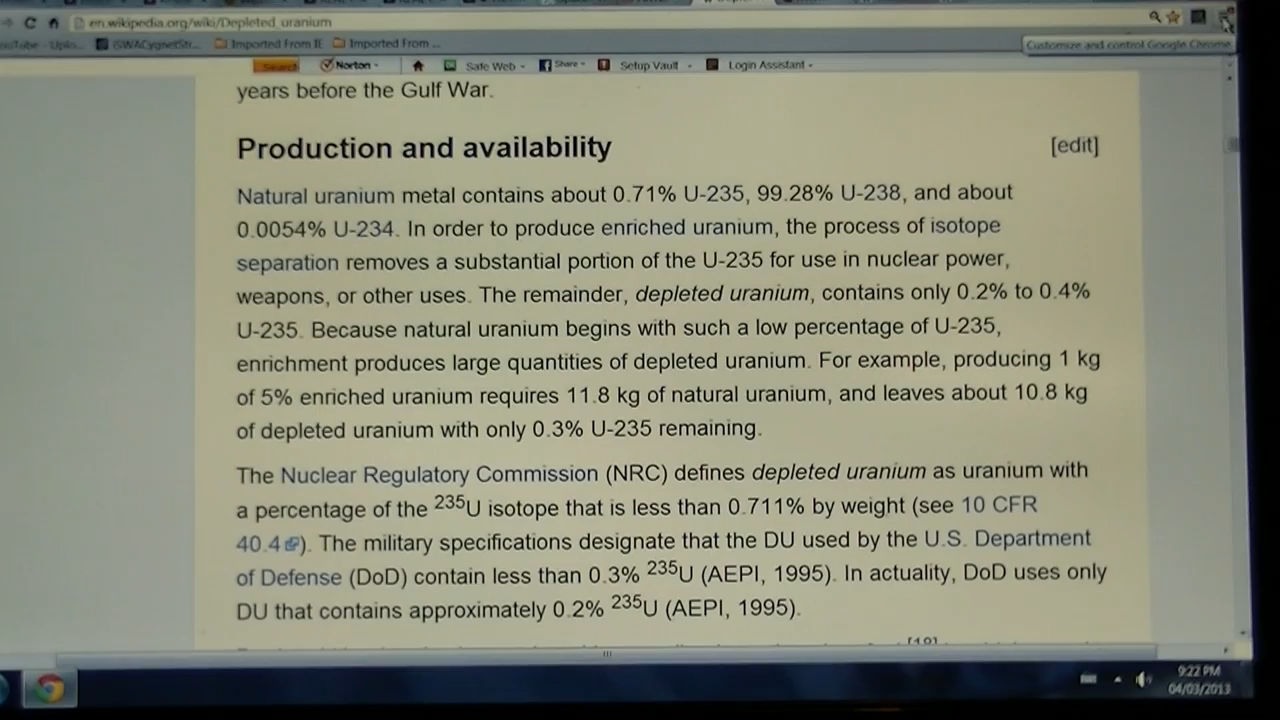 en.wikipedia.org/wiki/Depleted_uranium
Imported From IE
Imported From ...
Customize and control Google Chrome
Search
Norton
Safe Web
Share
Setup Vault
Login Assistant
years before the Gulf War.
Production and availability
[edit]
Natural uranium metal contains about 0.71% U-235, 99.28% U-238, and about
0.0054% U-234. In order to produce enriched uranium, the process of isotope
separation removes a substantial portion of the U-235 for use in nuclear power,
weapons, or other uses. The remainder, depleted uranium, contains only 0.2% to 0.4%
U-235. Because natural uranium begins with such a low percentage of U-235,
enrichment produces large quantities of depleted uranium. For example, producing 1 kg
of 5% enriched uranium requires 11.8 kg of natural uranium, and leaves about 10.8 kg
of depleted uranium with only 0.3% U-235 remaining.
The Nuclear Regulatory Commission (NRC) defines depleted uranium as uranium with
a percentage of the 235U isotope that is less than 0.711% by weight (see 10 CFR
40.4). The military specifications designate that the DU used by the U.S. Department
of Defense (DoD) contain less than 0.3% 235U (AEPI, 1995). In actuality, DoD uses only
DU that contains approximately 0.2% 235U (AEPI, 1995).
9:22 PM
04/03/2013